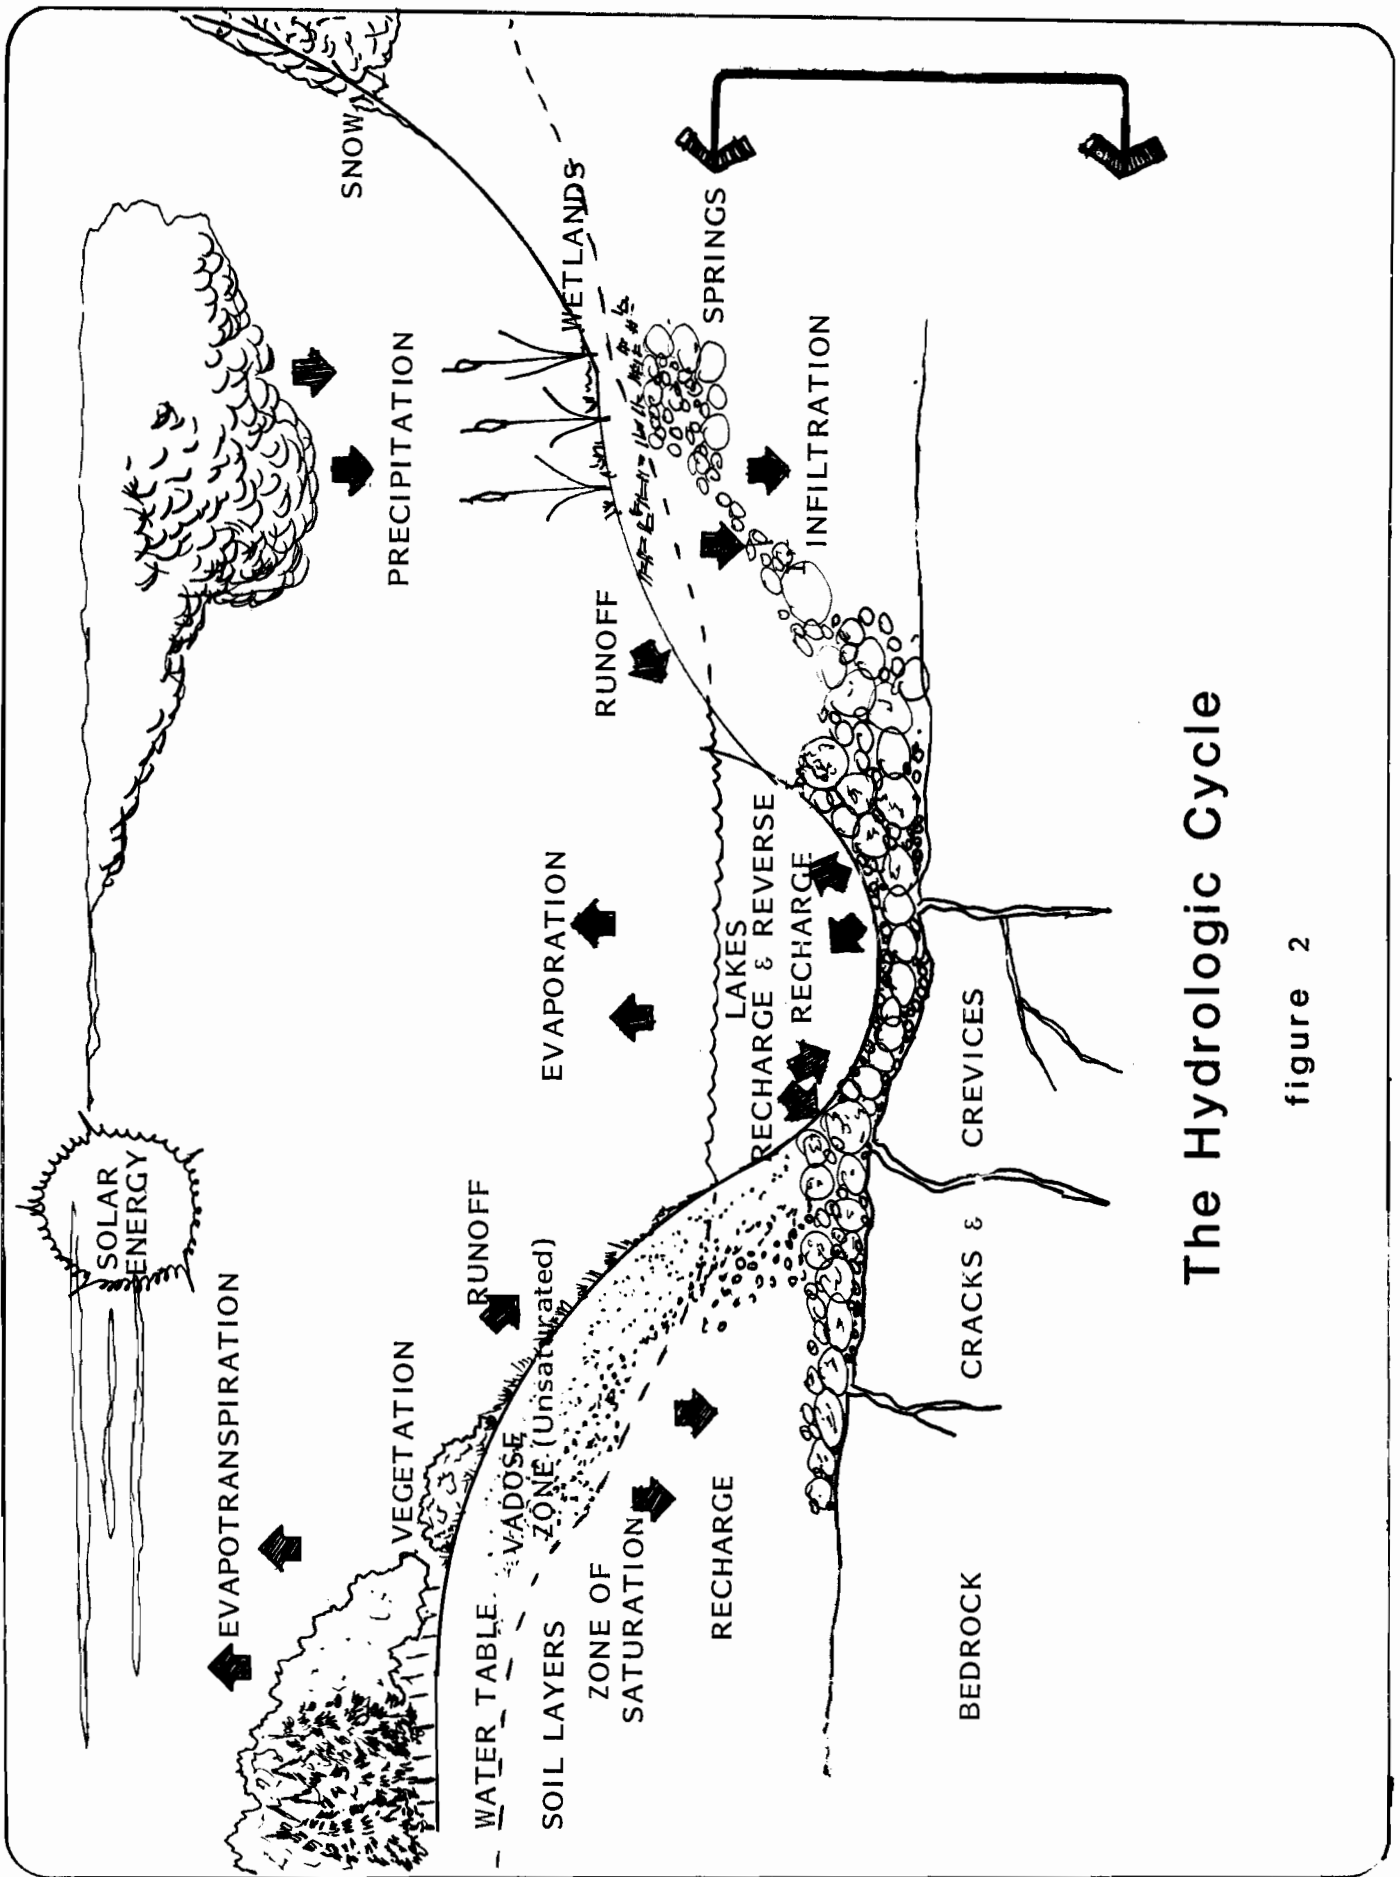 SOLAR
ENERGY
EVAPOTRANSPIRATION
PRECIPITATION
SNOW
VEGETATION
RUNOFF
EVAPORATION
RUNOFF
WETLANDS
WATER TABLE
VADOSE
ZONE (Unsaturated)
SOIL LAYERS
ZONE OF
SATURATION
RECHARGE
LAKES
RECHARGE & REVERSE
RECHARGE
SPRINGS
INFILTRATION
BEDROCK
CRACKS & CREVICES
The Hydrologic Cycle
figure 2